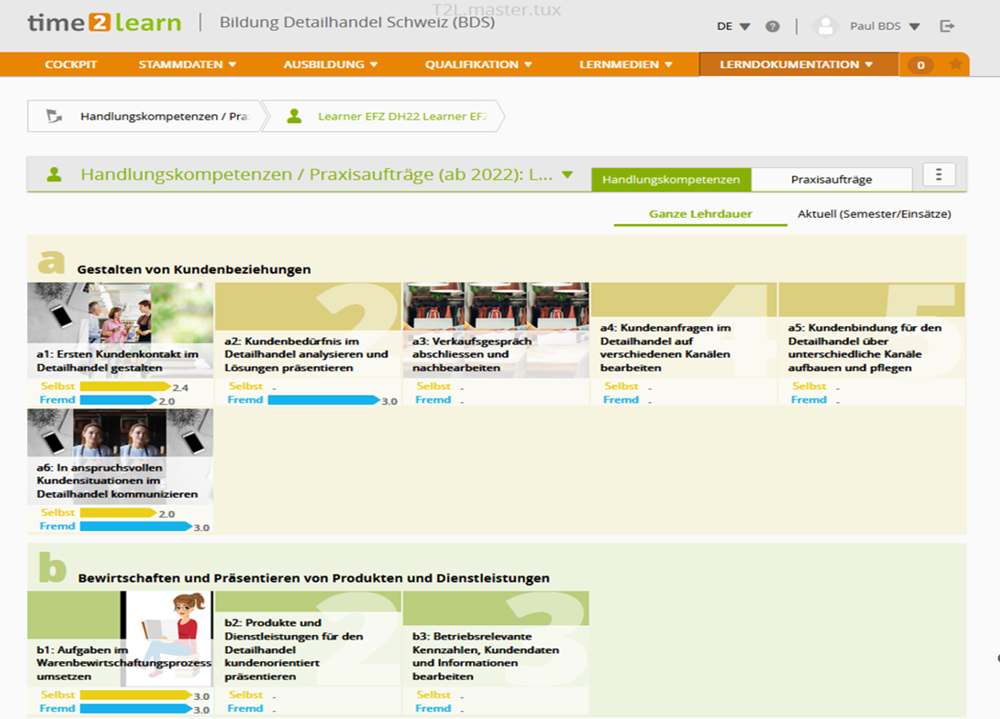 T2L.master.tux
time2learn | Bildung Detailhandel Schweiz (BDS)
DE ? | Paul BDS
COCKPIT STAMMDATEN AUSBILDUNG QUALIFIKATION LERNMEDIEN LERNDOKUMENTATION 0
Handlungskompetenzen / Pra Learner EFZ DH22 Learner EFZ
Handlungskompetenzen / Praxisaufträge (ab 2022): L... Handlungskompetenzen Praxisaufträge
Ganze Lehrdauer Aktuell (Semester/Einsätze)
a Gestalten von Kundenbeziehungen
a1: Ersten Kundenkontakt im
Detailhandel gestalten
Selbst 2.4
Fremd 2.0
2
a2: Kundenbedürfnis im
Detailhandel analysieren und
Lösungen präsentieren
Selbst -
Fremd 3.0
a3: Verkaufsgespräch
abschliessen und
nachbearbeiten
Selbst -
Fremd -
4
a4: Kundenanfragen im
Detailhandel auf
verschiedenen Kanälen
bearbeiten
Selbst -
Fremd -
5
a5: Kundenbindung für den
Detailhandel über
unterschiedliche Kanäle
aufbauen und pflegen
Selbst -
Fremd -
a6: In anspruchsvollen
Kundensituationen im
Detailhandel kommunizieren
Selbst 2.0
Fremd 3.0
b Bewirtschaften und Präsentieren von Produkten und Dienstleistungen
b1: Aufgaben im
Warenbewirtschaftungsprozess
umsetzen
Selbst 3.0
Fremd 3.0
2
b2: Produkte und
Dienstleistungen für den
Detailhandel
kundenorientiert
präsentieren
Selbst -
Fremd -
3
b3: Betriebsrelevante
Kennzahlen, Kundendaten
und Informationen
bearbeiten
Selbst -
Fremd -